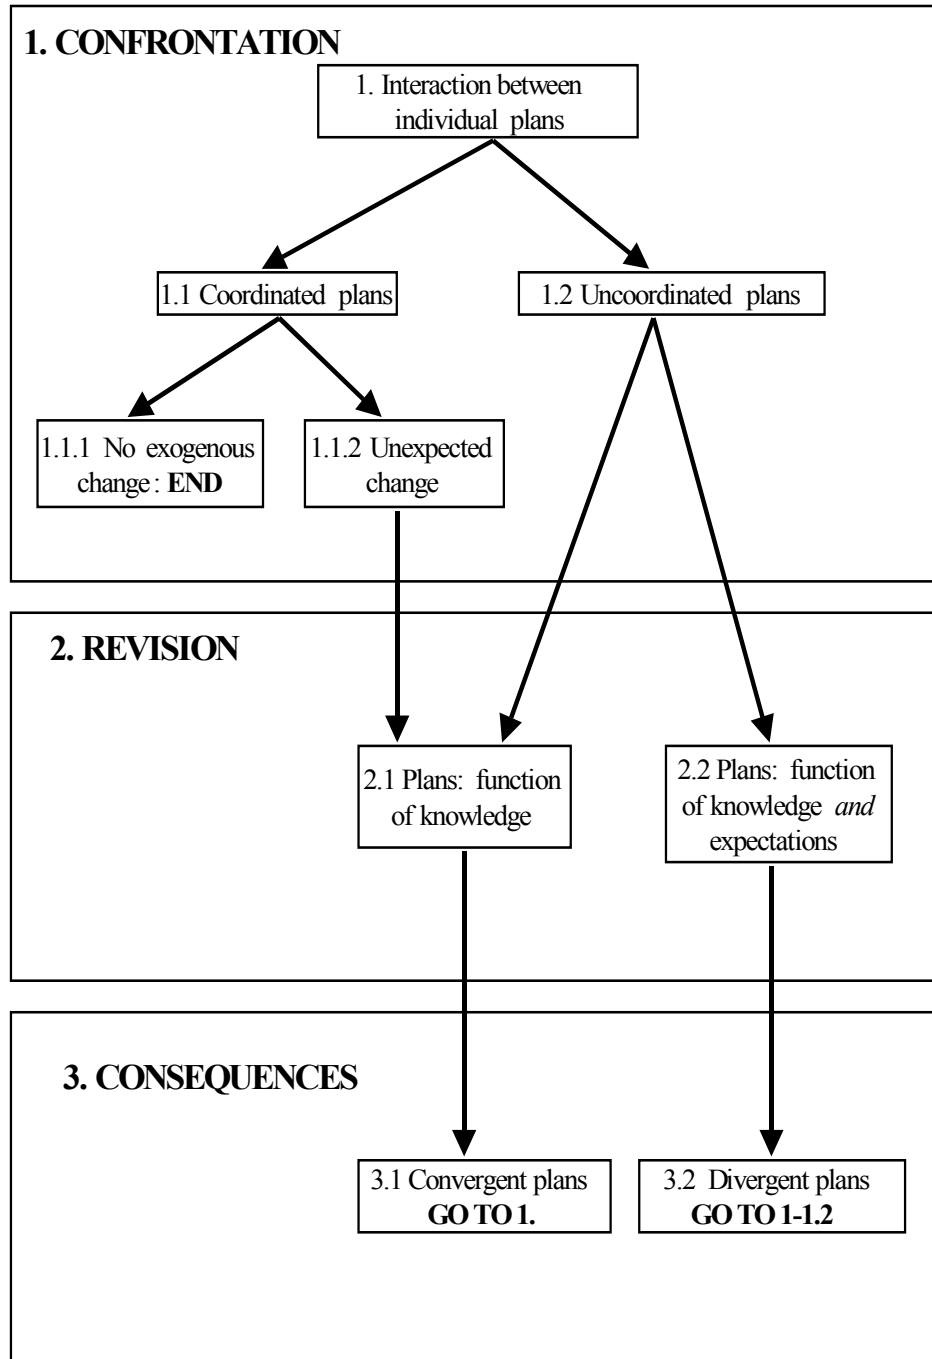 1. CONFRONTATION
1. Interaction between
individual plans
1.1 Coordinated plans
1.2 Uncoordinated plans
1.1.1 No exogenous
change: END
1.1.2 Unexpected
change
2. REVISION
2.1 Plans: function
of knowledge
2.2 Plans: function
of knowledge and
expectations
3. CONSEQUENCES
3.1 Convergent plans
GO TO 1.
3.2 Divergent plans
GO TO 1-1.2